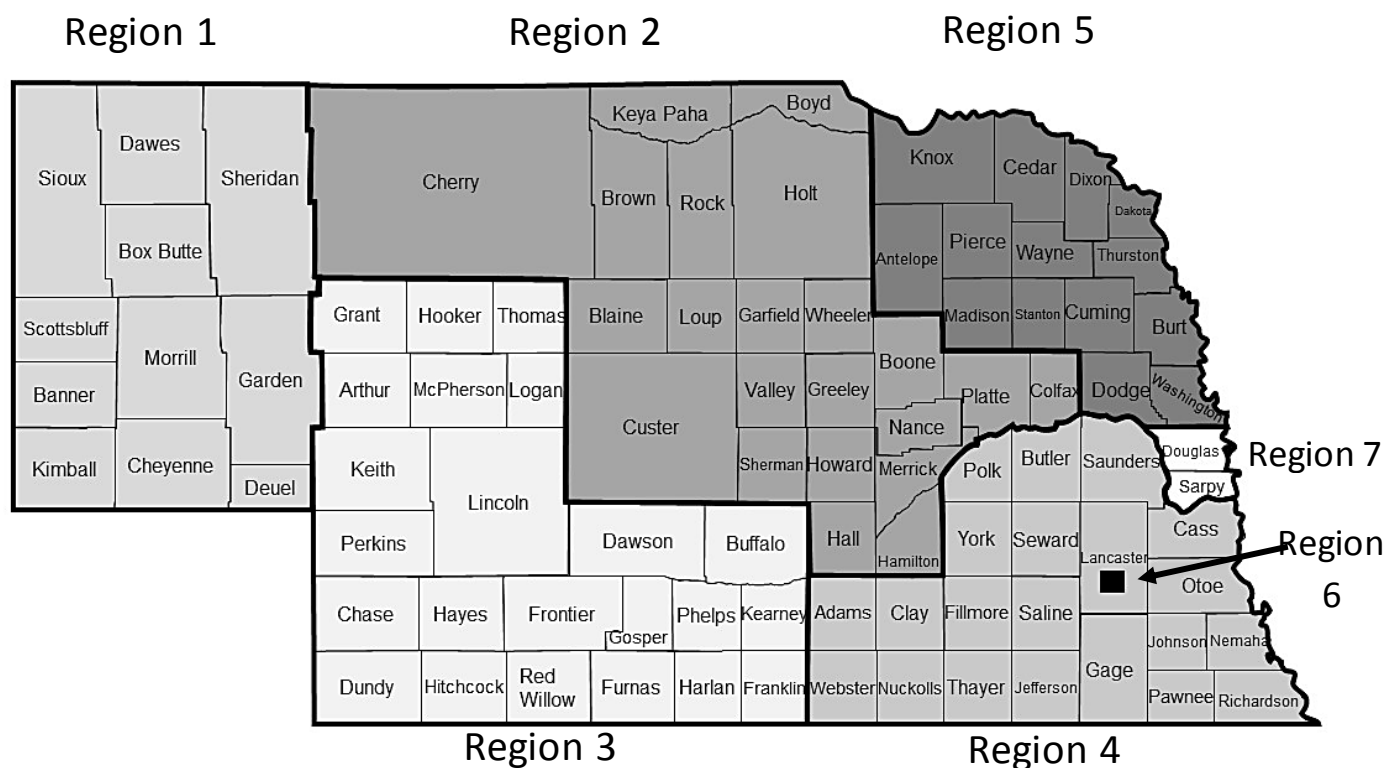 Region 1
Region 2
Region 5
Boyd
Keya Paha
Dawes
Knox
Cedar
Sioux
Sheridan
Cherry
Dixon
Brown
Rock
Holt
Dakota
Box Butte
Pierce
Wayne
Thurston
Antelope
Grant
Hooker
Thomas
Blaine
Loup
Garfield
Wheeler
Madison
Stanton
Cuming
Burt
Scottsbluff
Morrill
Boone
Garden
Banner
Arthur
McPherson
Logan
Valley
Greeley
Platte
Colfax
Dodge
Washington
Custer
Nance
Kimball
Cheyenne
Keith
Sherman
Howard
Merrick
Polk
Butler
Saunders
Douglas
Region 7
Deuel
Lincoln
Sarpy
Perkins
Dawson
Buffalo
Hall
Hamilton
York
Seward
Lancaster
Cass
Region
6
Otoe
Chase
Hayes
Frontier
Gosper
Phelps
Kearney
Adams
Clay
Fillmore
Saline
Johnson
Nemaha
Gage
Dundy
Hitchcock
Red
Willow
Furnas
Harlan
Franklin
Webster
Nuckolls
Thayer
Jefferson
Pawnee
Richardson
Region 3
Region 4